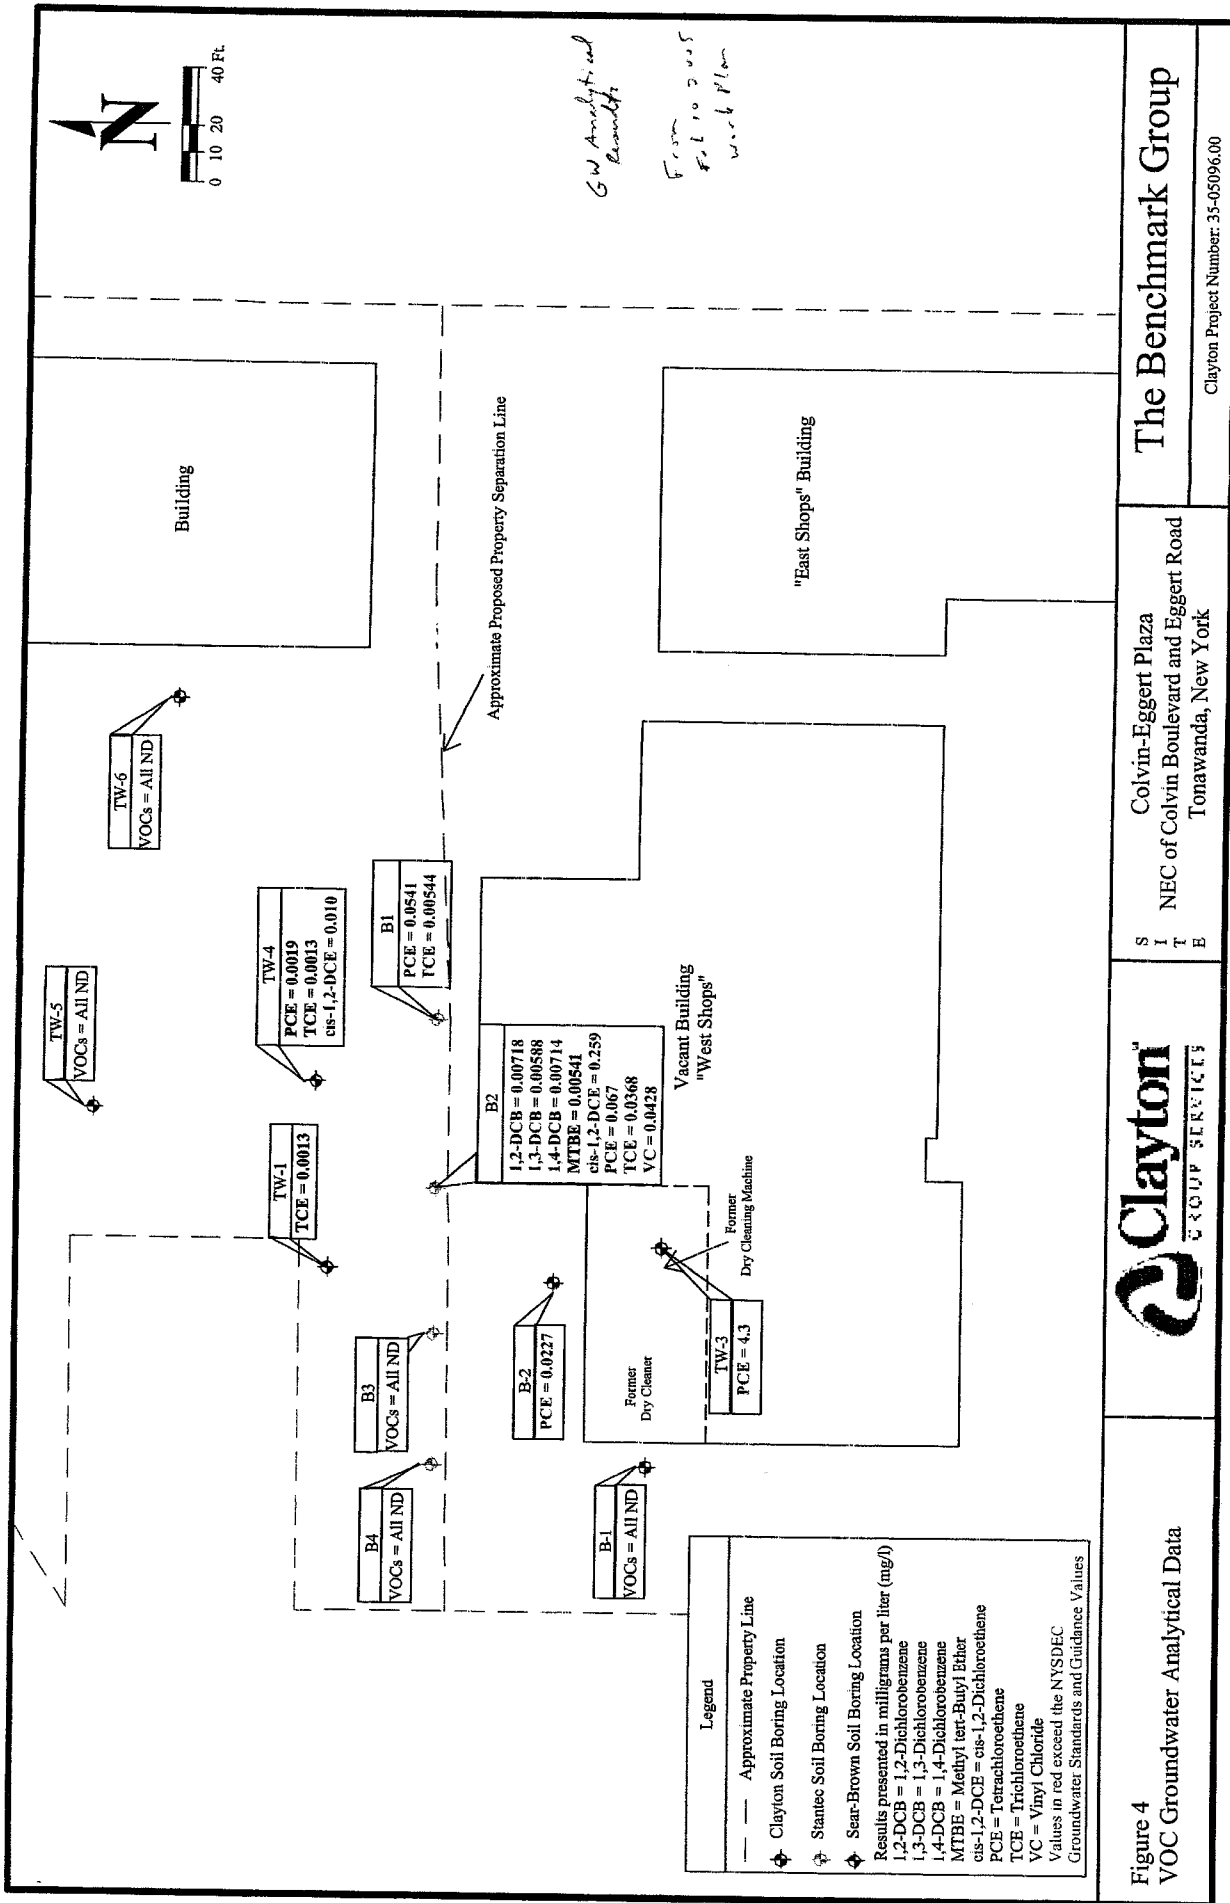 N
0 10 20 40 Ft.
GW Analytical
Results
From
Feb 10 2005
Work Plan
Building
Approximate Proposed Property Separation Line
"East Shops" Building
TW-6
VOCs = All ND
TW-5
VOCs = All ND
TW-4
PCE = 0.0019
TCE = 0.0013
cis-1,2-DCE = 0.010
B1
PCE = 0.0541
TCE = 0.00544
TW-1
TCE = 0.0013
B2
1,2-DCB = 0.00718
1,3-DCB = 0.00588
1,4-DCB = 0.00714
MTBE = 0.00541
cis-1,2-DCE = 0.259
PCE = 0.067
TCE = 0.0368
VC = 0.0428
Vacant Building
"West Shops"
B3
VOCs = All ND
B4
VOCs = All ND
B-2
PCE = 0.0227
B-1
VOCs = All ND
Former
Dry Cleaner
Former
Dry Cleaning Machine
TW-3
PCE = 4.3
Legend
Approximate Property Line
Clayton Soil Boring Location
Stantec Soil Boring Location
Sear-Brown Soil Boring Location
Results presented in milligrams per liter (mg/l)
1,2-DCB = 1,2-Dichlorobenzene
1,3-DCB = 1,3-Dichlorobenzene
1,4-DCB = 1,4-Dichlorobenzene
MTBE = Methyl tert-Butyl Ether
cis-1,2-DCE = cis-1,2-Dichloroethene
PCE = Tetrachloroethene
TCE = Trichloroethene
VC = Vinyl Chloride
Values in red exceed the NYSDEC
Groundwater Standards and Guidance Values
Figure 4
VOC Groundwater Analytical Data
Clayton
GROUP SERVICES
SITE
Colvin-Eggert Plaza
NEC of Colvin Boulevard and Eggert Road
Tonawanda, New York
The Benchmark Group
Clayton Project Number: 35-05096.00